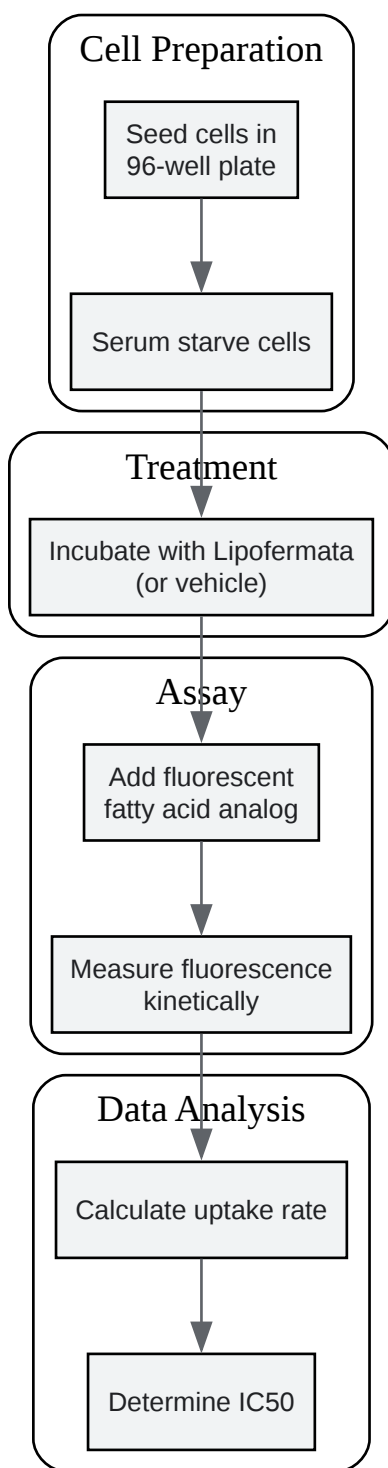 Cell Preparation
Seed cells in
96-well plate
Serum starve cells
Treatment
Incubate with Lipofermata
(or vehicle)
Assay
Add fluorescent
fatty acid analog
Measure fluorescence
kinetically
Data Analysis
Calculate uptake rate
Determine IC50